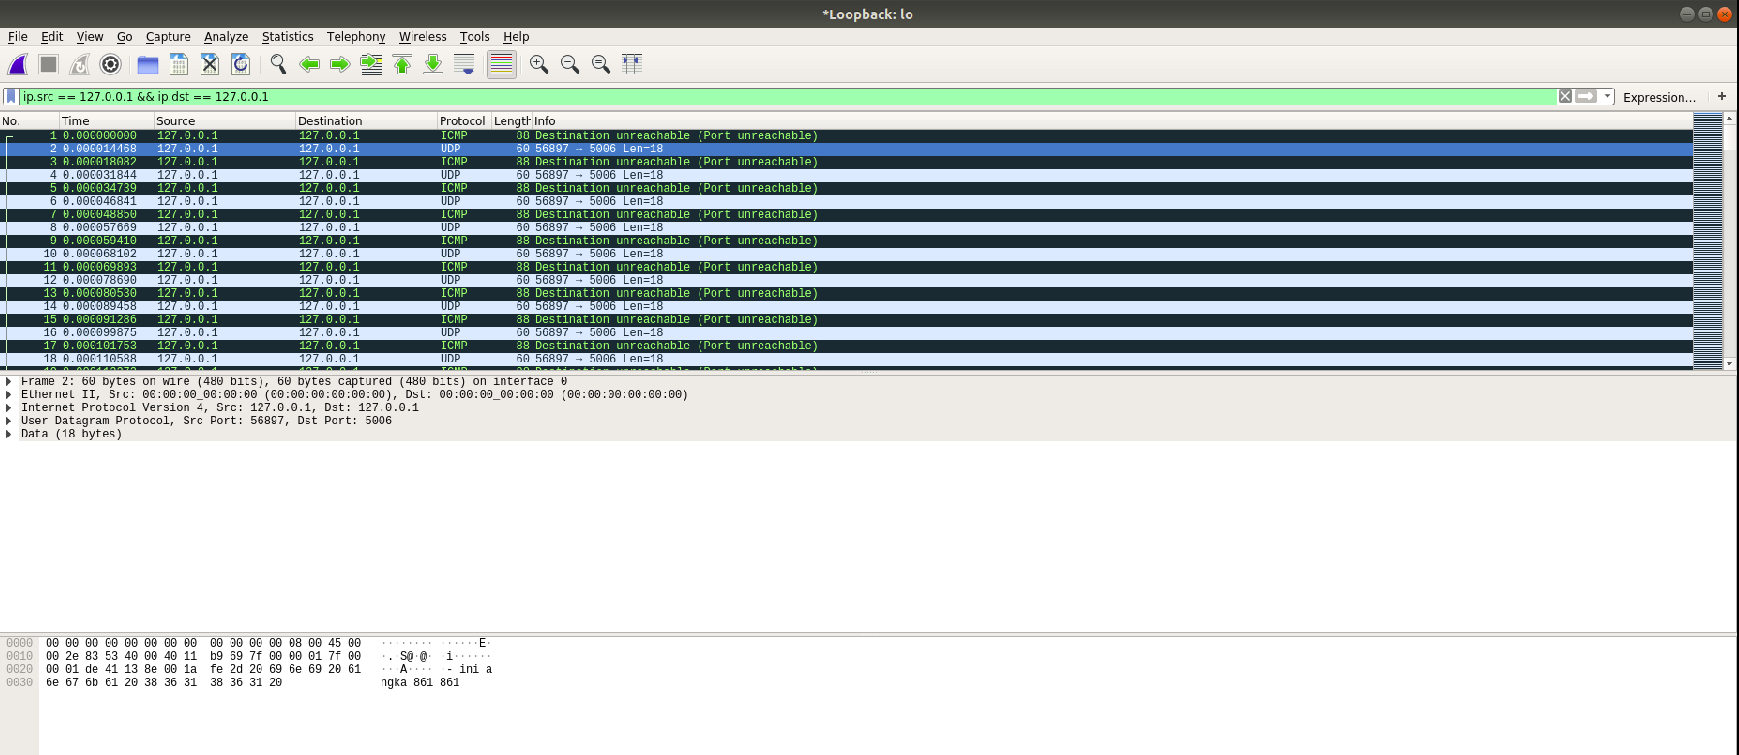 *Loopback: lo
File Edit View Go Capture Analyze Statistics Telephony Wireless Tools Help
ip.src == 127.0.0.1 && ip.dst == 127.0.0.1 Expression… +
No. Time Source Destination Protocol Length Info
1 0.000000000 127.0.0.1 127.0.0.1 ICMP 88 Destination unreachable (Port unreachable)
2 0.000014468 127.0.0.1 127.0.0.1 UDP 60 56897 → 5006 Len=18
3 0.000018082 127.0.0.1 127.0.0.1 ICMP 88 Destination unreachable (Port unreachable)
4 0.000031844 127.0.0.1 127.0.0.1 UDP 60 56897 → 5006 Len=18
5 0.000034739 127.0.0.1 127.0.0.1 ICMP 88 Destination unreachable (Port unreachable)
6 0.000046841 127.0.0.1 127.0.0.1 UDP 60 56897 → 5006 Len=18
7 0.000048850 127.0.0.1 127.0.0.1 ICMP 88 Destination unreachable (Port unreachable)
8 0.000057669 127.0.0.1 127.0.0.1 UDP 60 56897 → 5006 Len=18
9 0.000059410 127.0.0.1 127.0.0.1 ICMP 88 Destination unreachable (Port unreachable)
10 0.000068102 127.0.0.1 127.0.0.1 UDP 60 56897 → 5006 Len=18
11 0.000069893 127.0.0.1 127.0.0.1 ICMP 88 Destination unreachable (Port unreachable)
12 0.000078690 127.0.0.1 127.0.0.1 UDP 60 56897 → 5006 Len=18
13 0.000080530 127.0.0.1 127.0.0.1 ICMP 88 Destination unreachable (Port unreachable)
14 0.000089458 127.0.0.1 127.0.0.1 UDP 60 56897 → 5006 Len=18
15 0.000091286 127.0.0.1 127.0.0.1 ICMP 88 Destination unreachable (Port unreachable)
16 0.000099875 127.0.0.1 127.0.0.1 UDP 60 56897 → 5006 Len=18
17 0.000101753 127.0.0.1 127.0.0.1 ICMP 88 Destination unreachable (Port unreachable)
18 0.000110588 127.0.0.1 127.0.0.1 UDP 60 56897 → 5006 Len=18
Frame 2: 60 bytes on wire (480 bits), 60 bytes captured (480 bits) on interface 0
Ethernet II, Src: 00:00:00_00:00:00 (00:00:00:00:00:00), Dst: 00:00:00_00:00:00 (00:00:00:00:00:00)
Internet Protocol Version 4, Src: 127.0.0.1, Dst: 127.0.0.1
User Datagram Protocol, Src Port: 56897, Dst Port: 5006
Data (18 bytes)
0000 00 00 00 00 00 00 00 00 00 00 00 00 08 00 45 00 ········ ······E·
0010 00 2e 83 53 40 00 40 11 b9 69 7f 00 00 01 7f 00 ·.·S@·@· ·i······
0020 00 01 de 41 13 8e 00 1a fe 2d 20 69 6e 69 20 61 ···A···· ·- ini a
0030 6e 67 6b 61 20 38 36 31 38 36 31 20 ngka 861 861